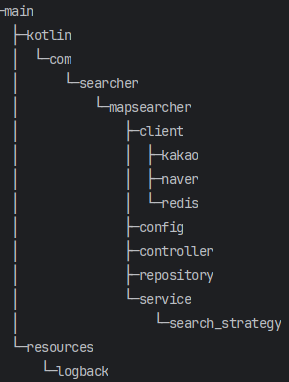 ─main
├─kotlin
│ └─com
│ └─searcher
│ └─mapsearcher
│ ├─client
│ │ ├─kakao
│ │ ├─naver
│ │ └─redis
│ ├─config
│ ├─controller
│ ├─repository
│ └─service
│ └─search_strategy
└─resources
└─logback